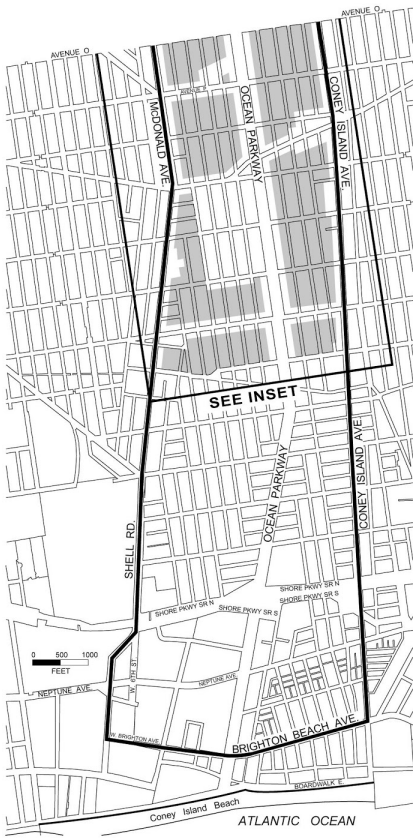 AVENUE O
AVENUE O
McDONALD AVE.
AVENUE P
OCEAN PARKWAY
CONEY ISLAND AVE.
SEE INSET
SHELL RD.
OCEAN PARKWAY
CONEY ISLAND AVE.
SHORE PKWY SR N
SHORE PKWY SR S
SHORE PKWY SR N
SHORE PKWY SR S
0 500 1000
FEET
W. 6TH ST.
NEPTUNE AVE.
NEPTUNE AVE.
W. BRIGHTON AVE.
BRIGHTON BEACH AVE.
BOARDWALK E.
Coney Island Beach
ATLANTIC OCEAN